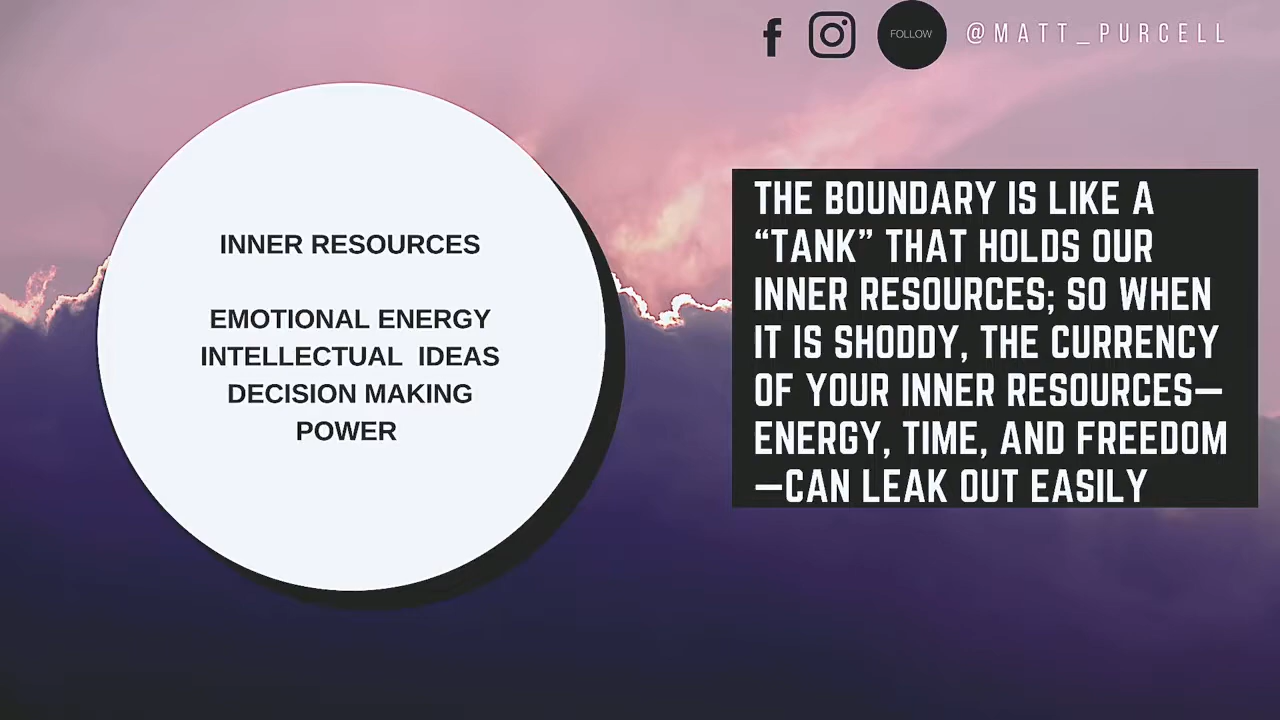 FOLLOW
@MATT_PURCELL
INNER RESOURCES
EMOTIONAL ENERGY
INTELLECTUAL IDEAS
DECISION MAKING
POWER
THE BOUNDARY IS LIKE A
“TANK” THAT HOLDS OUR
INNER RESOURCES; SO WHEN
IT IS SHODDY, THE CURRENCY
OF YOUR INNER RESOURCES—
ENERGY, TIME, AND FREEDOM
—CAN LEAK OUT EASILY